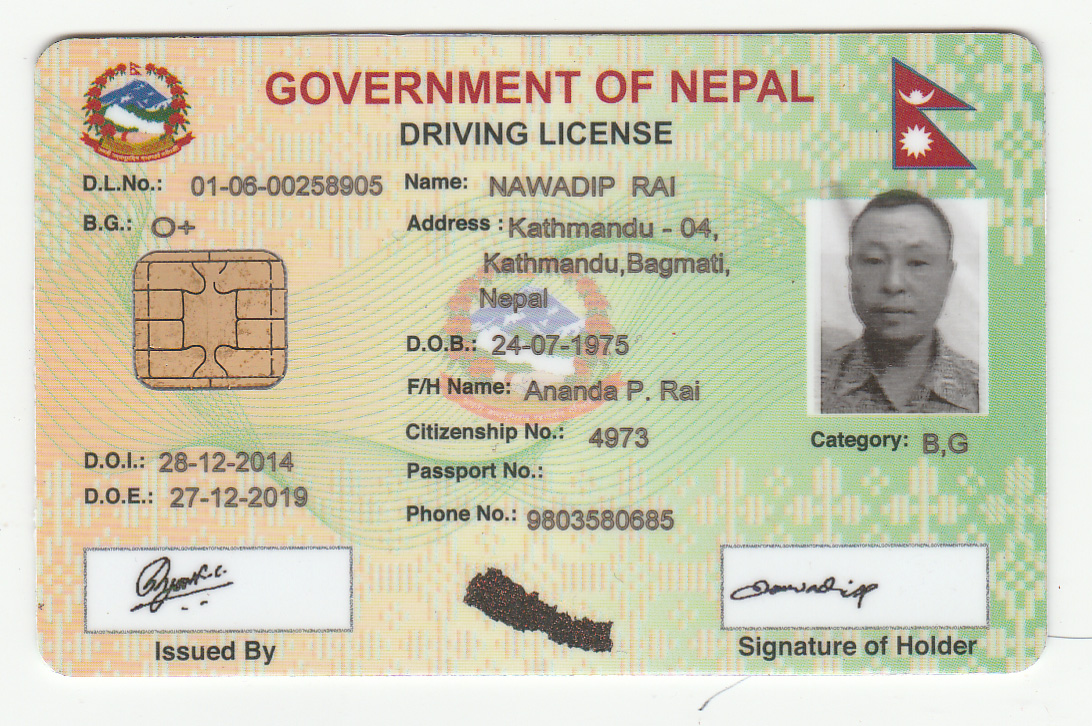 GOVERNMENT OF NEPAL
DRIVING LICENSE
D.L.No.: 01-06-00258905
Name: NAWADIP RAI
B.G.: O+
Address : Kathmandu - 04,
Kathmandu,Bagmati,
Nepal
D.O.B.: 24-07-1975
F/H Name: Ananda P. Rai
Citizenship No.: 4973
Category: B,G
D.O.I.: 28-12-2014
Passport No.:
D.O.E.: 27-12-2019
Phone No.: 9803580685
Issued By
Signature of Holder